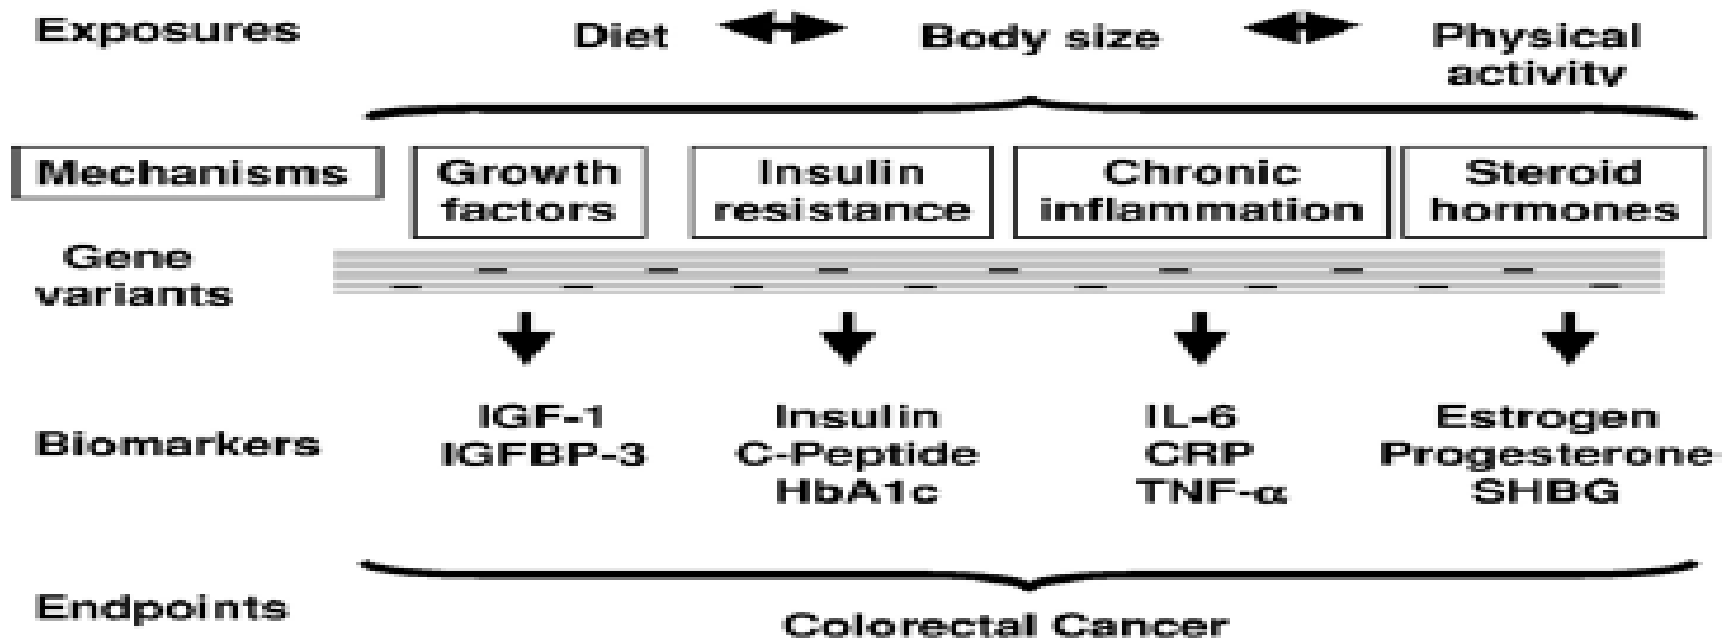 Exposures Diet Body size Physical
activity
Mechanisms Growth factors Insulin resistance Chronic inflammation Steroid hormones
Gene
variants
Biomarkers
IGF-1
IGFBP-3
Insulin
C-Peptide
HbA1c
IL-6
CRP
TNF-α
Estrogen
Progesterone
SHBG
Endpoints
Colorectal Cancer